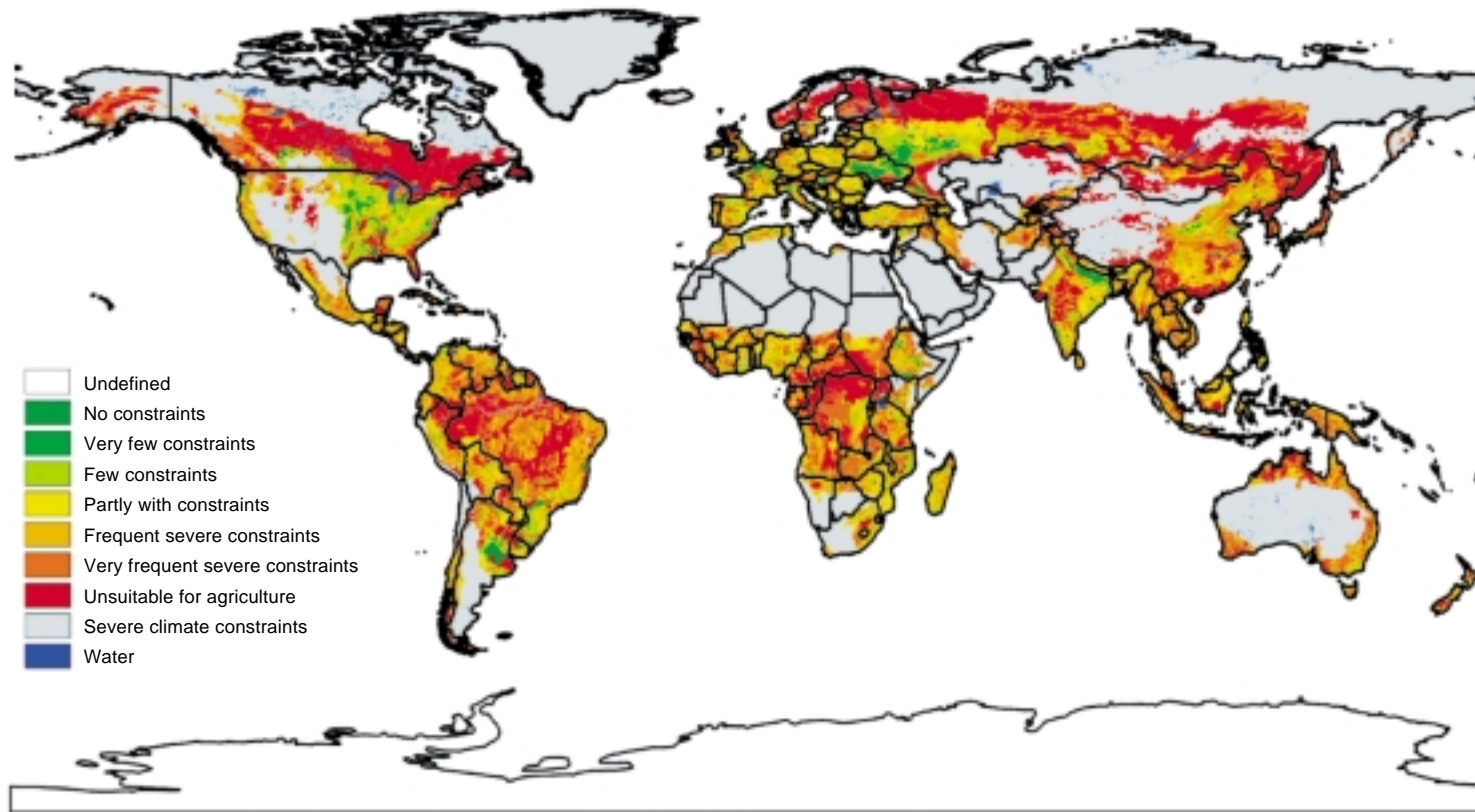 Undefined
No constraints
Very few constraints
Few constraints
Partly with constraints
Frequent severe constraints
Very frequent severe constraints
Unsuitable for agriculture
Severe climate constraints
Water